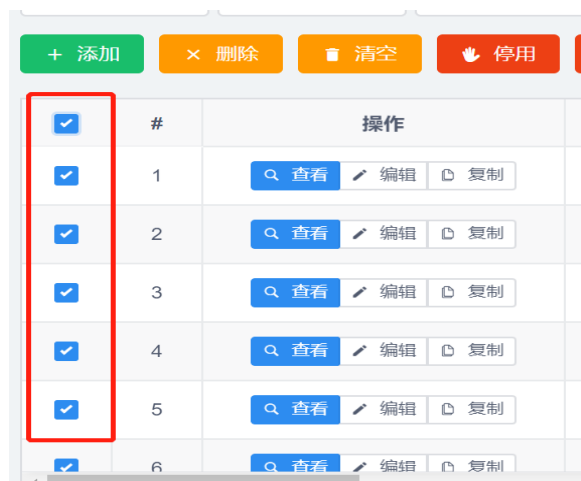 添加 删除 清空 停用
# 操作
1 查看 编辑 复制
2 查看 编辑 复制
3 查看 编辑 复制
4 查看 编辑 复制
5 查看 编辑 复制
6 查看 编辑 复制